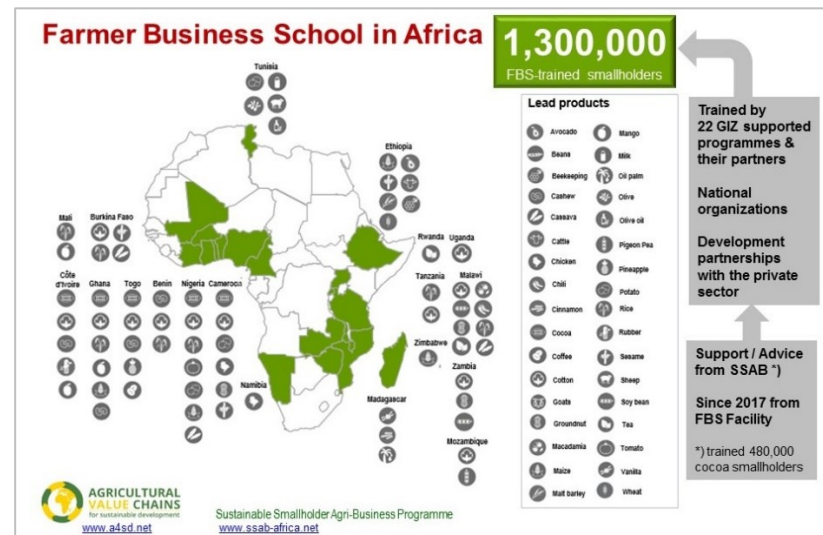 Farmer Business School in Africa
1,300,000
FBS-trained smallholders
Tunisia
Ethiopia
Mali
Burkina Faso
Rwanda
Uganda
Côte
d'Ivoire
Ghana
Togo
Benin
Nigeria
Cameroon
Tanzania
Malawi
Zimbabwe
Zambia
Namibia
Madagascar
Mozambique
Lead products
Avocado
Mango
Beans
Milk
Beekeeping
Oil palm
Cashew
Olive
Cassava
Olive oil
Cattle
Pigeon Pea
Chicken
Pineapple
Chili
Potato
Cinnamon
Rice
Cocoa
Rubber
Coffee
Sesame
Cotton
Sheep
Goats
Soy bean
Groundnut
Tea
Macadamia
Tomato
Maize
Vanilla
Malt barley
Wheat
Trained by
22 GIZ supported
programmes &
their partners
National
organizations
Development
partnerships
with the private
sector
Support / Advice
from SSAB *)
Since 2017 from
FBS Facility
*) trained 480,000
cocoa smallholders
AGRICULTURAL
VALUE CHAINS
for sustainable development
www.a4sd.net
Sustainable Smallholder Agri-Business Programme
www.ssab-africa.net